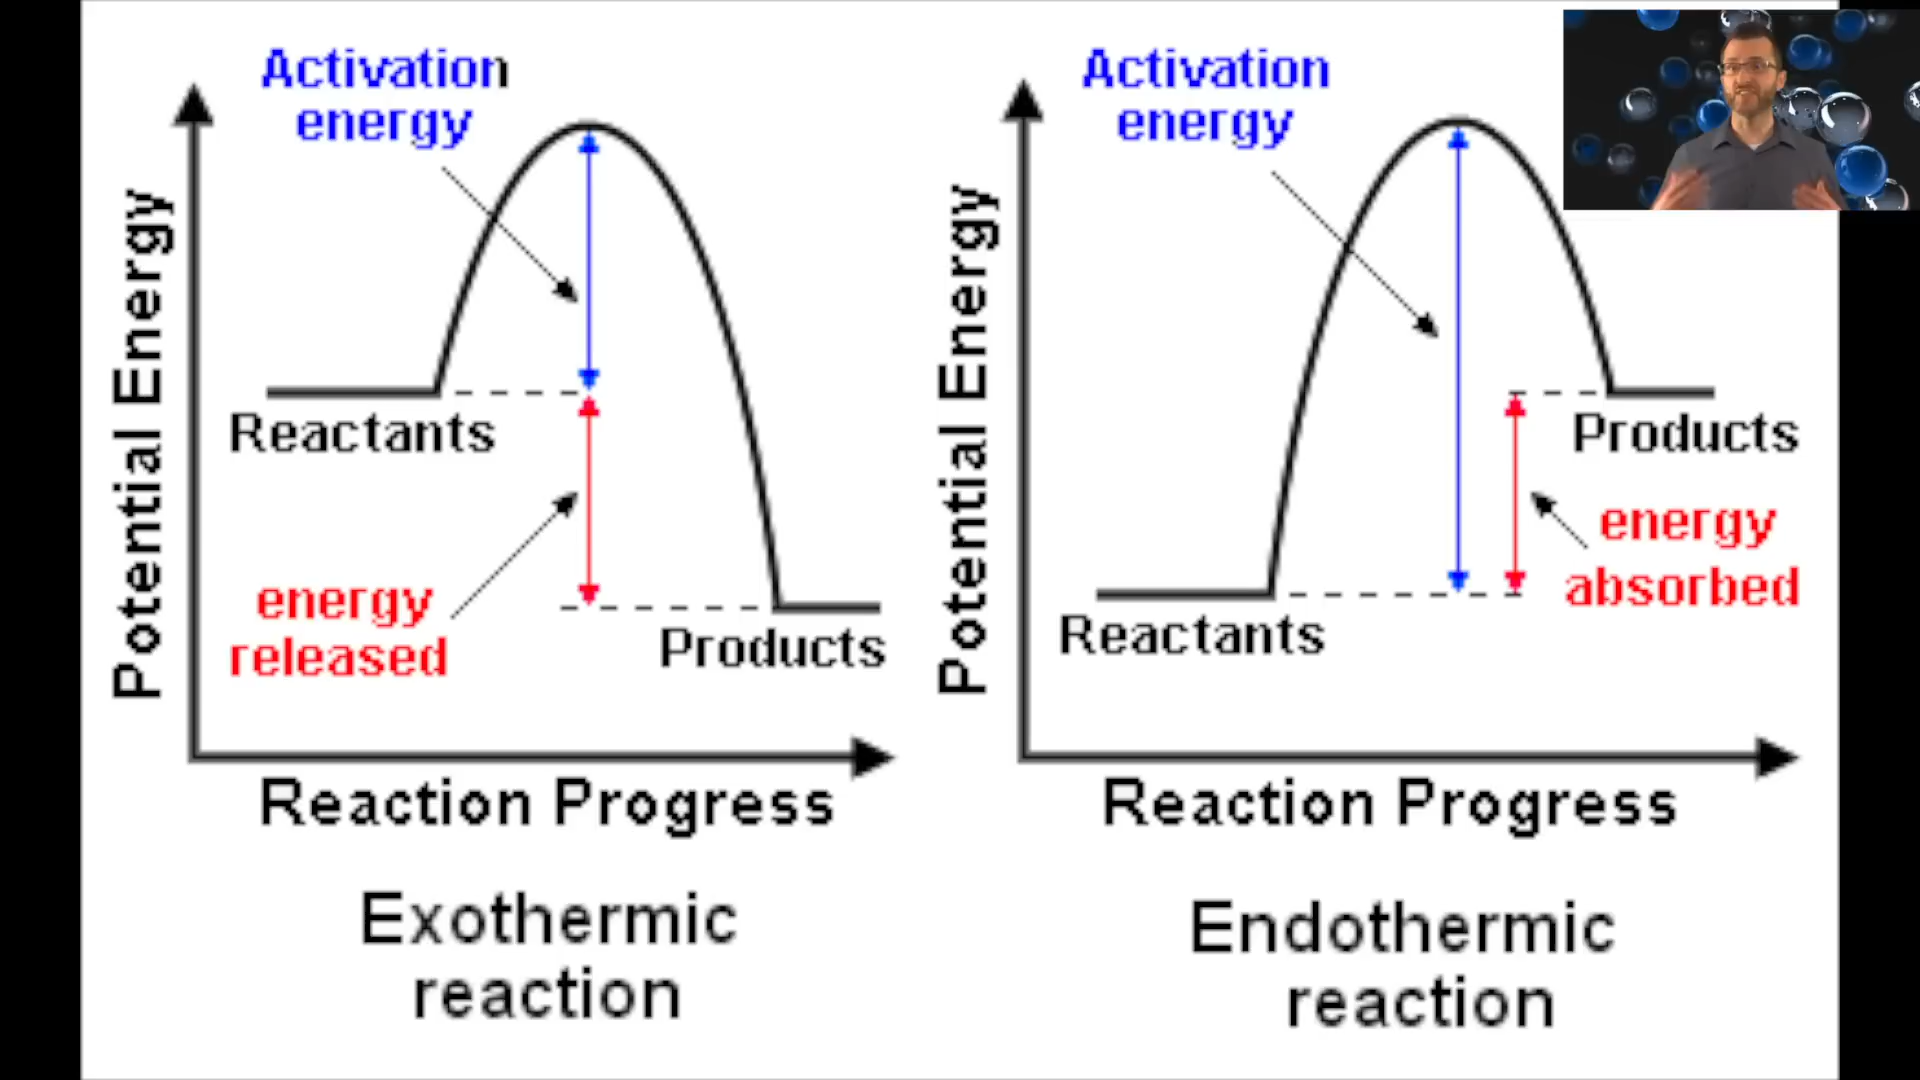 Activation
energy
Potential Energy
Reactants
energy
released
Products
Reaction Progress
Exothermic
reaction
Activation
energy
Potential Energy
Products
energy
absorbed
Reactants
Reaction Progress
Endothermic
reaction